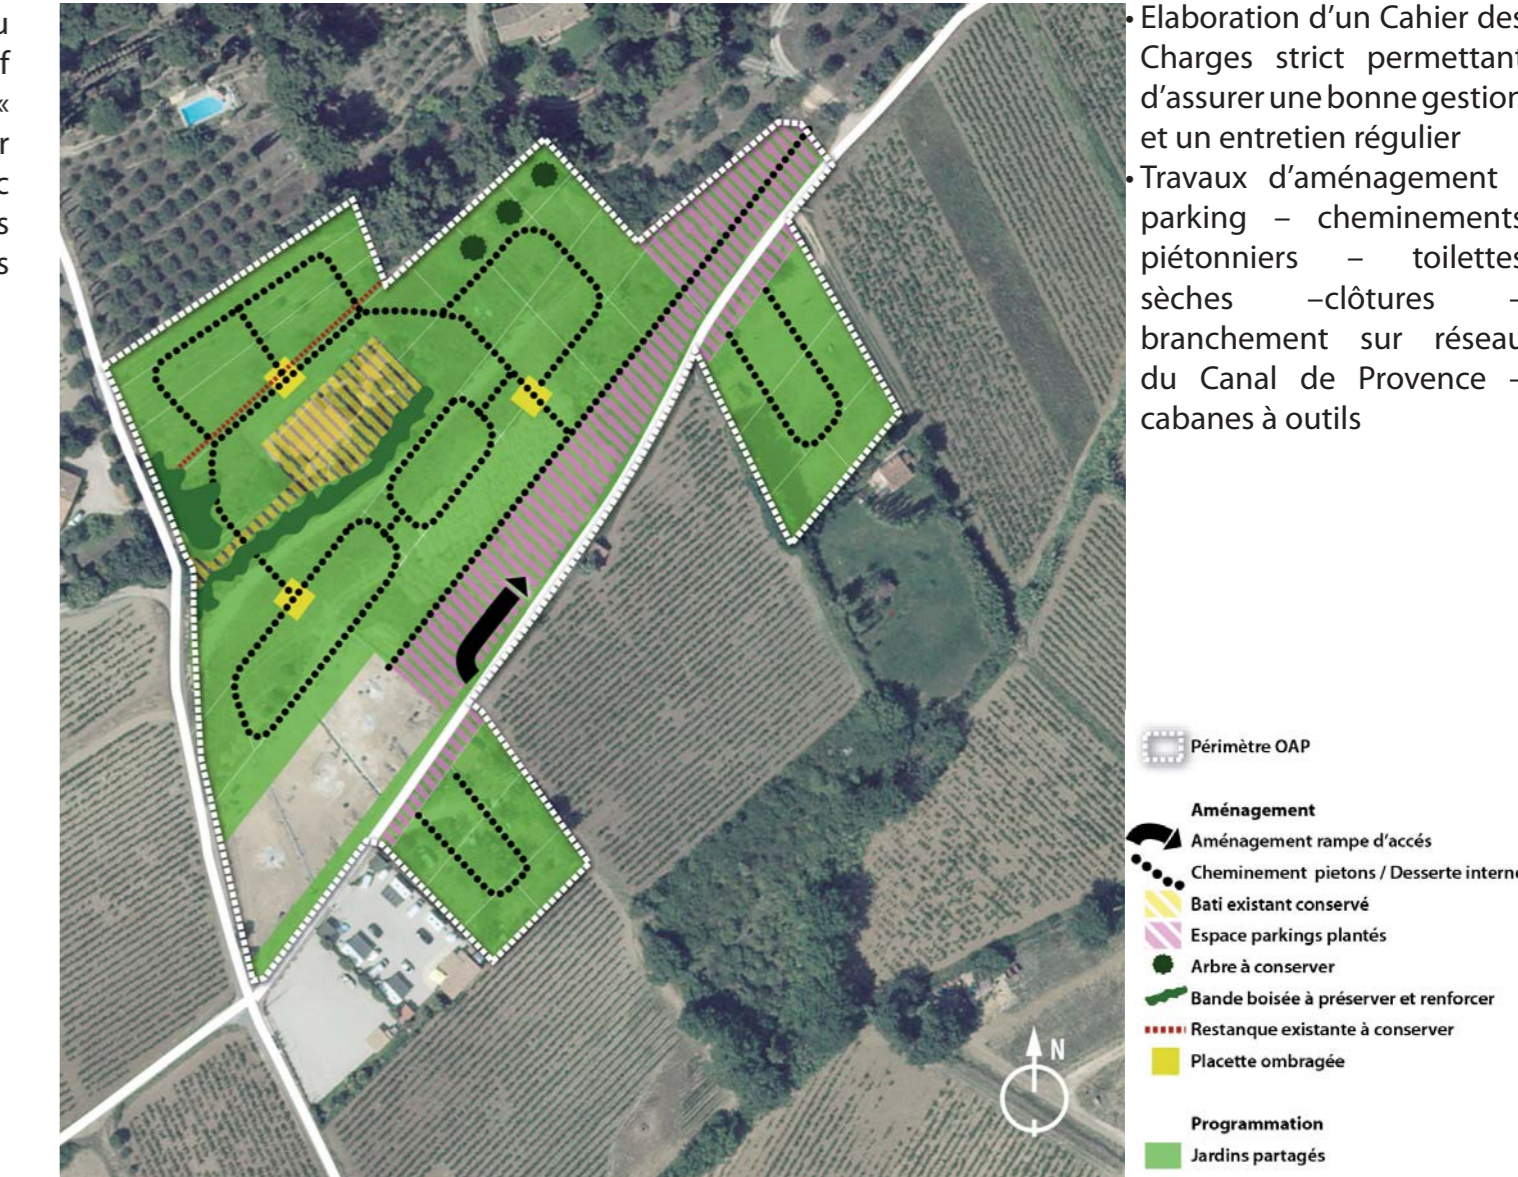 u
f
«
r
c
s
s
• Elaboration d’un Cahier des
Charges strict permettant
d’assurer une bonne gestion
et un entretien régulier
• Travaux d’aménagement
parking – cheminements
piétonniers – toilettes
sèches –clôtures –
branchement sur réseau
du Canal de Provence –
cabanes à outils
N
Périmètre OAP
Aménagement
Aménagement rampe d’accés
Cheminement pietons / Desserte interne
Bati existant conservé
Espace parkings plantés
Arbre à conserver
Bande boisée à préserver et renforcer
Restanque existante à conserver
Placette ombragée
Programmation
Jardins partagés